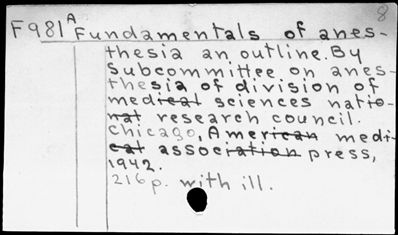 8
F981 A Fundamentals of anes-
thesia an outline. By
Subcommittee on anes-
thesia of division of
medical sciences natio-
nal research council.
Chicago, American medi-
cal association press,
1942.
216p. with ill.